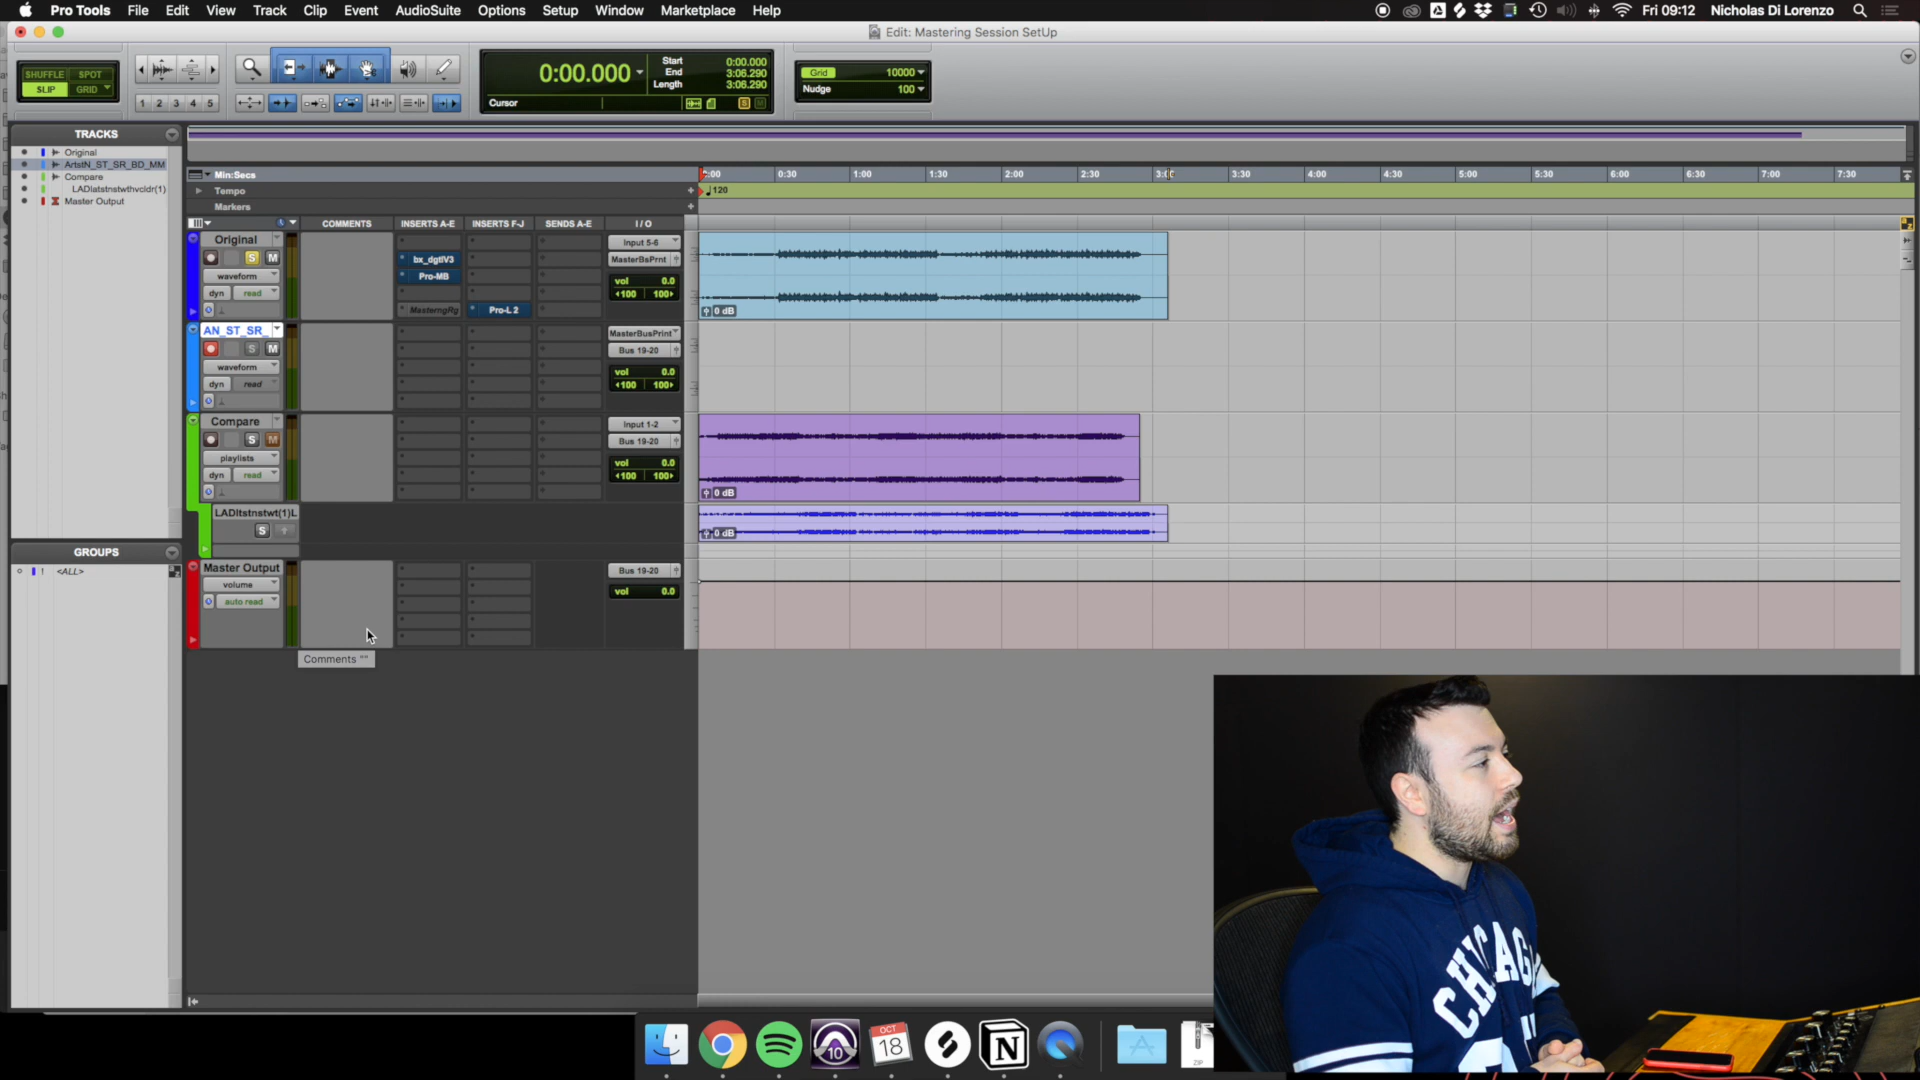 Pro Tools File Edit View Track Clip Event AudioSuite Options Setup Window Marketplace Help
Fri 09:12 Nicholas Di Lorenzo
Edit: Mastering Session SetUp
SHUFFLE SPOT
SLIP GRID
1 2 3 4 5
0:00.000
Start 0:00.000
End 3:06.290
Length 3:06.290
Cursor
Grid 10000
Nudge 100
TRACKS
Original
ArtstN_ST_SR_BD_MM
Compare
LADlatstnstwthvcldr(1)
Master Output
GROUPS
! <ALL>
Min:Secs
0:00 0:30 1:00 1:30 2:00 2:30 3:00 3:30 4:00 4:30 5:00 5:30 6:00 6:30 7:00 7:30
Tempo
120
Markers
COMMENTS INSERTS A-E INSERTS F-J SENDS A-E I / O
Original
S M
waveform
dyn read
bx_dgtlV3
Pro-MB
MasterngRg
Pro-L 2
Input 5-6
MasterBsPrnt
vol 0.0
100 100
0 dB
AN_ST_SR_
S M
waveform
dyn read
MasterBusPrint
Bus 19-20
vol 0.0
100 100
Compare
S M
playlists
dyn read
Input 1-2
Bus 19-20
vol 0.0
100 100
0 dB
LADltstnstwt(1)L
S
0 dB
Master Output
volume
auto read
Bus 19-20
vol 0.0
Comments ""
10
OCT
18
ZIP
CHICAGO